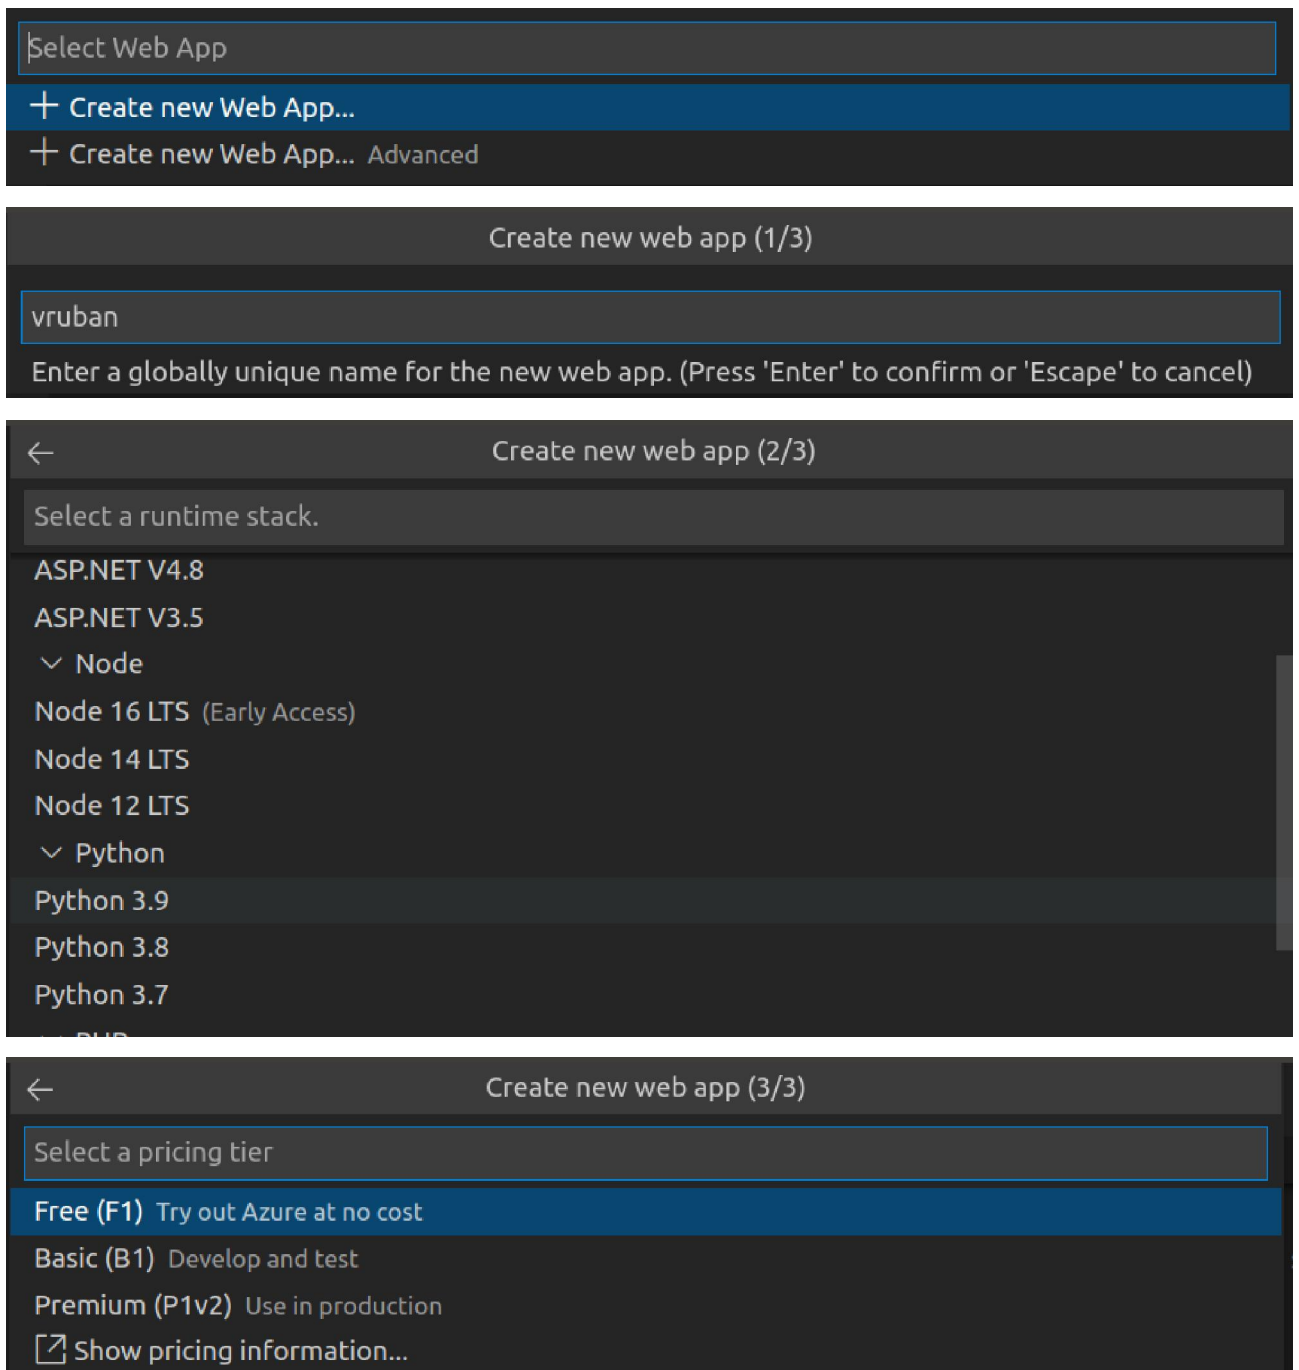 Select Web App
Create new Web App...
Create new Web App... Advanced
Create new web app (1/3)
vruban
Enter a globally unique name for the new web app. (Press 'Enter' to confirm or 'Escape' to cancel)
Create new web app (2/3)
Select a runtime stack.
ASP.NET V4.8
ASP.NET V3.5
Node
Node 16 LTS (Early Access)
Node 14 LTS
Node 12 LTS
Python
Python 3.9
Python 3.8
Python 3.7
Create new web app (3/3)
Select a pricing tier
Free (F1) Try out Azure at no cost
Basic (B1) Develop and test
Premium (P1v2) Use in production
Show pricing information...